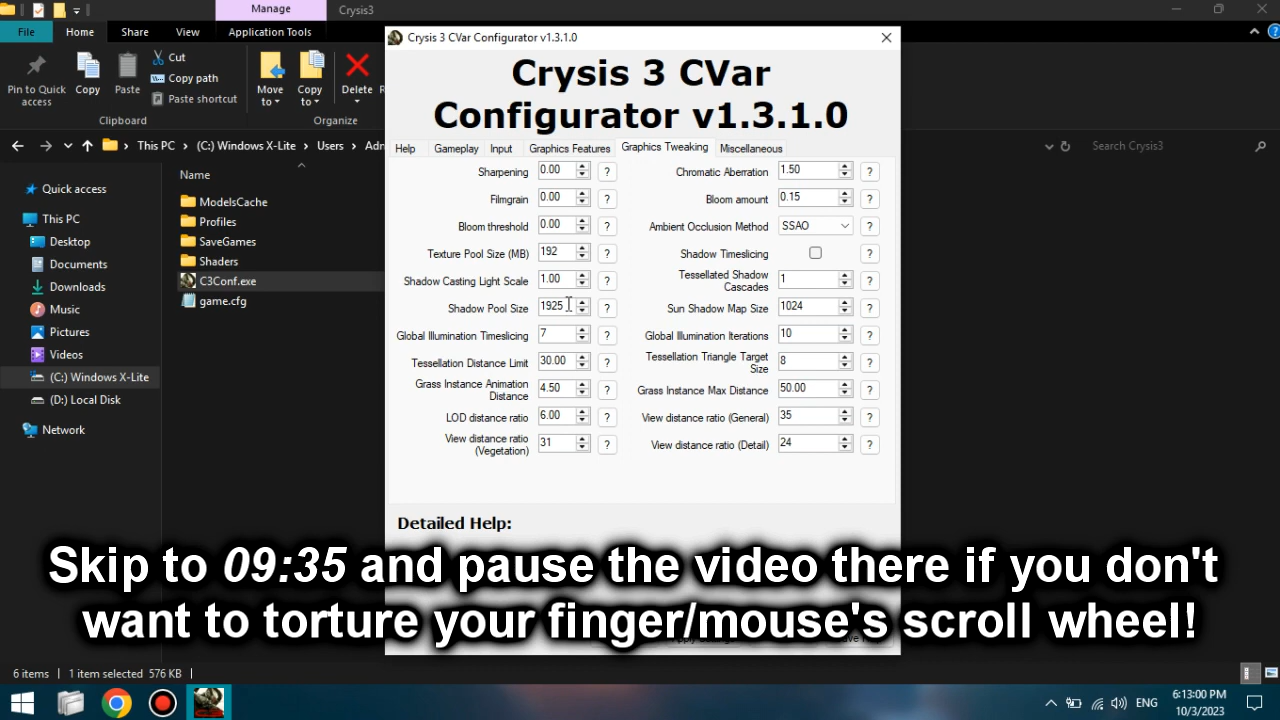 Manage
Crysis3
File
Home
Share
View
Application Tools
Pin to Quick access
Copy
Paste
Cut
Copy path
Paste shortcut
Clipboard
Move to
Copy to
Delete
Organize
This PC
(C:) Windows X-Lite
Users
Search Crysis3
Quick access
This PC
Desktop
Documents
Downloads
Music
Pictures
Videos
(C:) Windows X-Lite
(D:) Local Disk
Network
Name
ModelsCache
Profiles
SaveGames
Shaders
C3Conf.exe
game.cfg
Crysis 3 CVar Configurator v1.3.1.0
Crysis 3 CVar
Configurator v1.3.1.0
Help Gameplay Input Graphics Features Graphics Tweaking Miscellaneous
Sharpening 0.00 ? Chromatic Aberration 1.50 ?
Filmgrain 0.00 ? Bloom amount 0.15 ?
Bloom threshold 0.00 ? Ambient Occlusion Method SSAO ?
Texture Pool Size (MB) 192 ? Shadow Timeslicing ?
Shadow Casting Light Scale 1.00 ? Tessellated Shadow Cascades 1 ?
Shadow Pool Size 1925 ? Sun Shadow Map Size 1024 ?
Global Illumination Timeslicing 7 ? Global Illumination Iterations 10 ?
Tessellation Distance Limit 30.00 ? Tessellation Triangle Target Size 8 ?
Grass Instance Animation Distance 4.50 ? Grass Instance Max Distance 50.00 ?
LOD distance ratio 6.00 ? View distance ratio (General) 35 ?
View distance ratio (Vegetation) 31 ? View distance ratio (Detail) 24 ?
Detailed Help:
Skip to 09:35 and pause the video there if you don't
want to torture your finger/mouse's scroll wheel!
6 items
1 item selected 576 KB
ENG
6:13:00 PM
10/3/2023